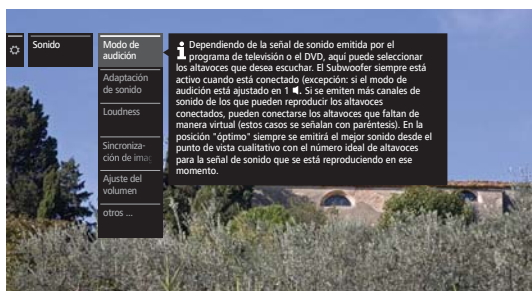 Sonido
Modo de
audición
Adaptación
de sonido
Loudness
Sincroniza-
ción de imag
Ajuste del
volumen
otros ...
Dependiendo de la señal de sonido emitida por el
programa de televisión o el DVD, aquí puede seleccionar
los altavoces que desea escuchar. El Subwoofer siempre está
activo cuando está conectado (excepción: si el modo de
audición está ajustado en 1 🔈. Si se emiten más canales de
sonido de los que pueden reproducir los altavoces
conectados, pueden conectarse los altavoces que faltan de
manera virtual (estos casos se señalan con paréntesis). En la
posición "óptimo" siempre se emitirá el mejor sonido desde el
punto de vista cualitativo con el número ideal de altavoces
para la señal de sonido que se está reproduciendo en ese
momento.